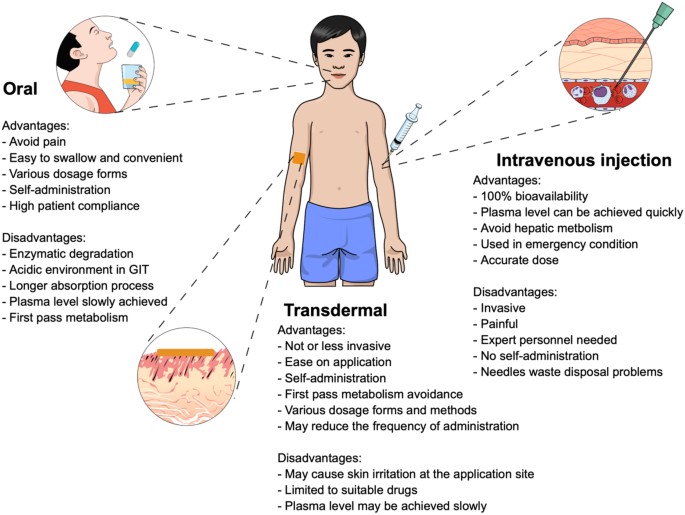 Oral
Advantages:
- Avoid pain
- Easy to swallow and convenient
- Various dosage forms
- Self-administration
- High patient compliance
Disadvantages:
- Enzymatic degradation
- Acidic environment in GIT
- Longer absorption process
- Plasma level slowly achieved
- First pass metabolism
Transdermal
Advantages:
- Not or less invasive
- Ease on application
- Self-administration
- First pass metabolism avoidance
- Various dosage forms and methods
- May reduce the frequency of administration
Disadvantages:
- May cause skin irritation at the application site
- Limited to suitable drugs
- Plasma level may be achieved slowly
Intravenous injection
Advantages:
- 100% bioavailability
- Plasma level can be achieved quickly
- Avoid hepatic metbolism
- Used in emergency condition
- Accurate dose
Disadvantages:
- Invasive
- Painful
- Expert personnel needed
- No self-administration
- Needles waste disposal problems